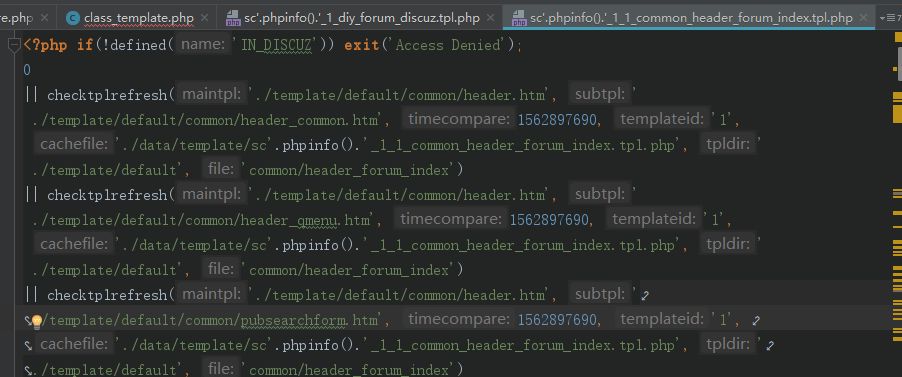 re.php × class_template.php × sc'.phpinfo().'_1_diy_forum_discuz.tpl.php × sc'.phpinfo().'_1_1_common_header_forum_index.tpl.php ×
<?php if(!defined( name: 'IN_DISCUZ')) exit('Access Denied');
0
|| checktplrefresh( maintpl: './template/default/common/header.htm', subtpl: '
./template/default/common/header_common.htm', timecompare: 1562897690, templateid: '1',
cachefile: './data/template/sc'.phpinfo().'_1_1_common_header_forum_index.tpl.php', tpldir: '
./template/default', file: 'common/header_forum_index')
|| checktplrefresh( maintpl: './template/default/common/header.htm', subtpl: '
./template/default/common/header_qmenu.htm', timecompare: 1562897690, templateid: '1',
cachefile: './data/template/sc'.phpinfo().'_1_1_common_header_forum_index.tpl.php', tpldir: '
./template/default', file: 'common/header_forum_index')
|| checktplrefresh( maintpl: './template/default/common/header.htm', subtpl: '
/template/default/common/pubsearchform.htm', timecompare: 1562897690, templateid: '1',
cachefile: './data/template/sc'.phpinfo().'_1_1_common_header_forum_index.tpl.php', tpldir: '
./template/default', file: 'common/header_forum_index')